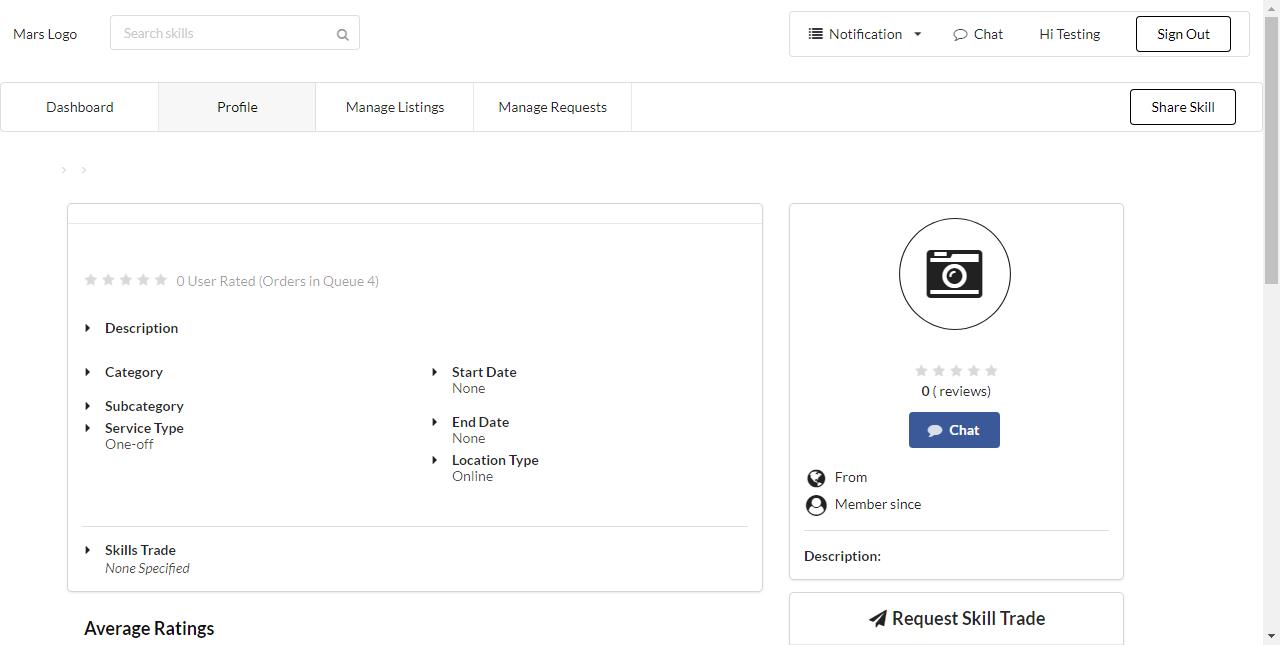 Mars Logo
Search skills
Notification
Chat
Hi Testing
Sign Out
Dashboard
Profile
Manage Listings
Manage Requests
Share Skill
0 User Rated (Orders in Queue 4)
Description
Category
Subcategory
Service Type
One-off
Start Date
None
End Date
None
Location Type
Online
Skills Trade
None Specified
Average Ratings
0 ( reviews)
Chat
From
Member since
Description:
Request Skill Trade